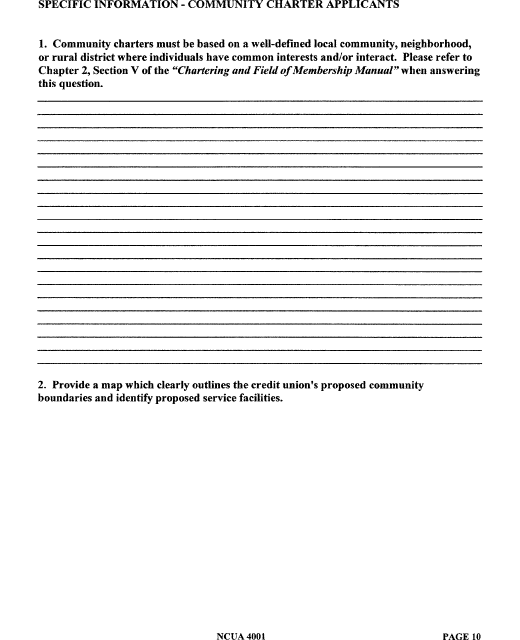 SPECIFIC INFORMATION - COMMUNITY CHARTER APPLICANTS
1. Community charters must be based on a well-defined local community, neighborhood,
or rural district where individuals have common interests and/or interact. Please refer to
Chapter 2, Section V of the “Chartering and Field of Membership Manual” when answering
this question.
2. Provide a map which clearly outlines the credit union's proposed community
boundaries and identify proposed service facilities.
NCUA 4001
PAGE 10